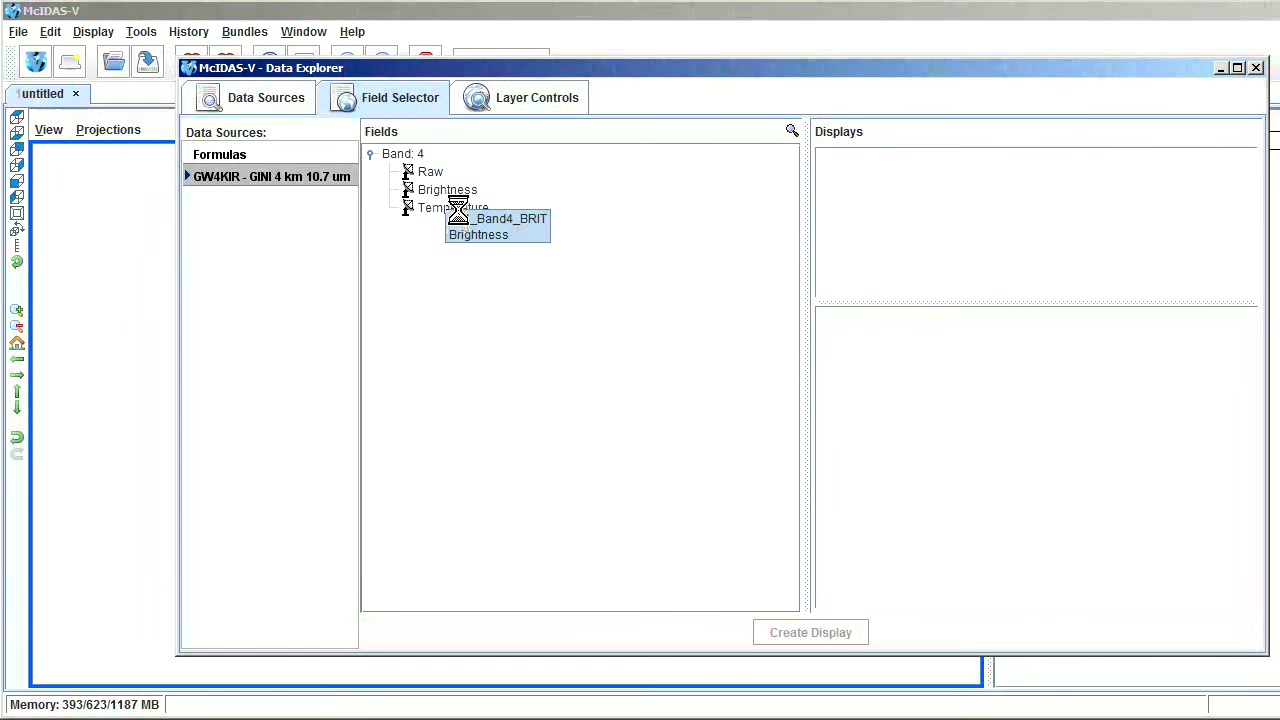 McIDAS-V
File Edit Display Tools History Bundles Window Help
McIDAS-V - Data Explorer
untitled ×
Data Sources Field Selector Layer Controls
View Projections
Data Sources: Fields Displays
Formulas
GW4KIR - GINI 4 km 10.7 um
Band: 4
Raw
Brightness
_Band4_BRIT
Brightness
Create Display
Memory: 393/623/1187 MB